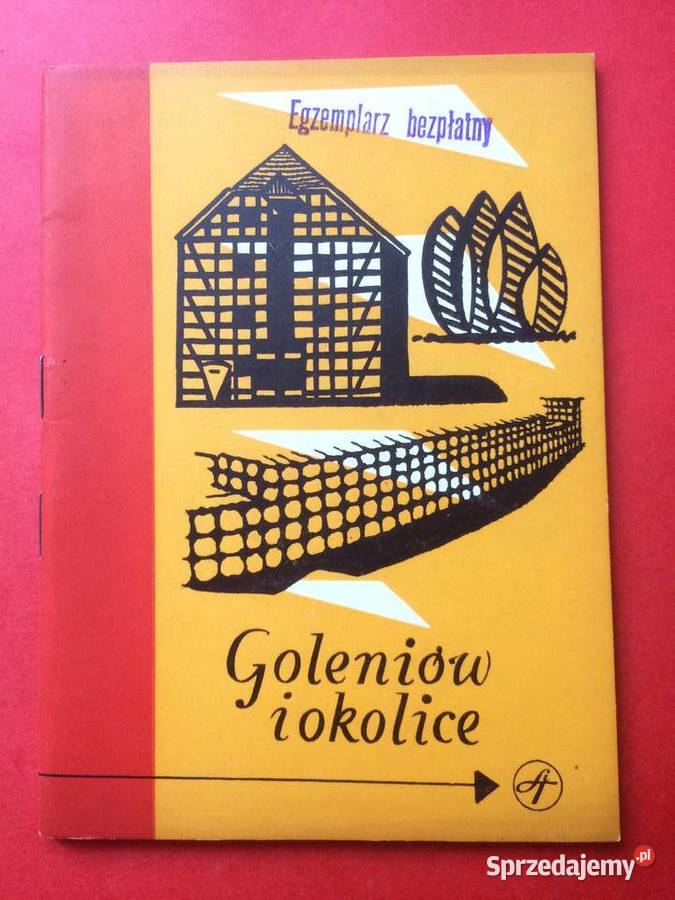 Egzemplarz bezpłatny
Goleniów
i okolice
Sprzedajemy.pl